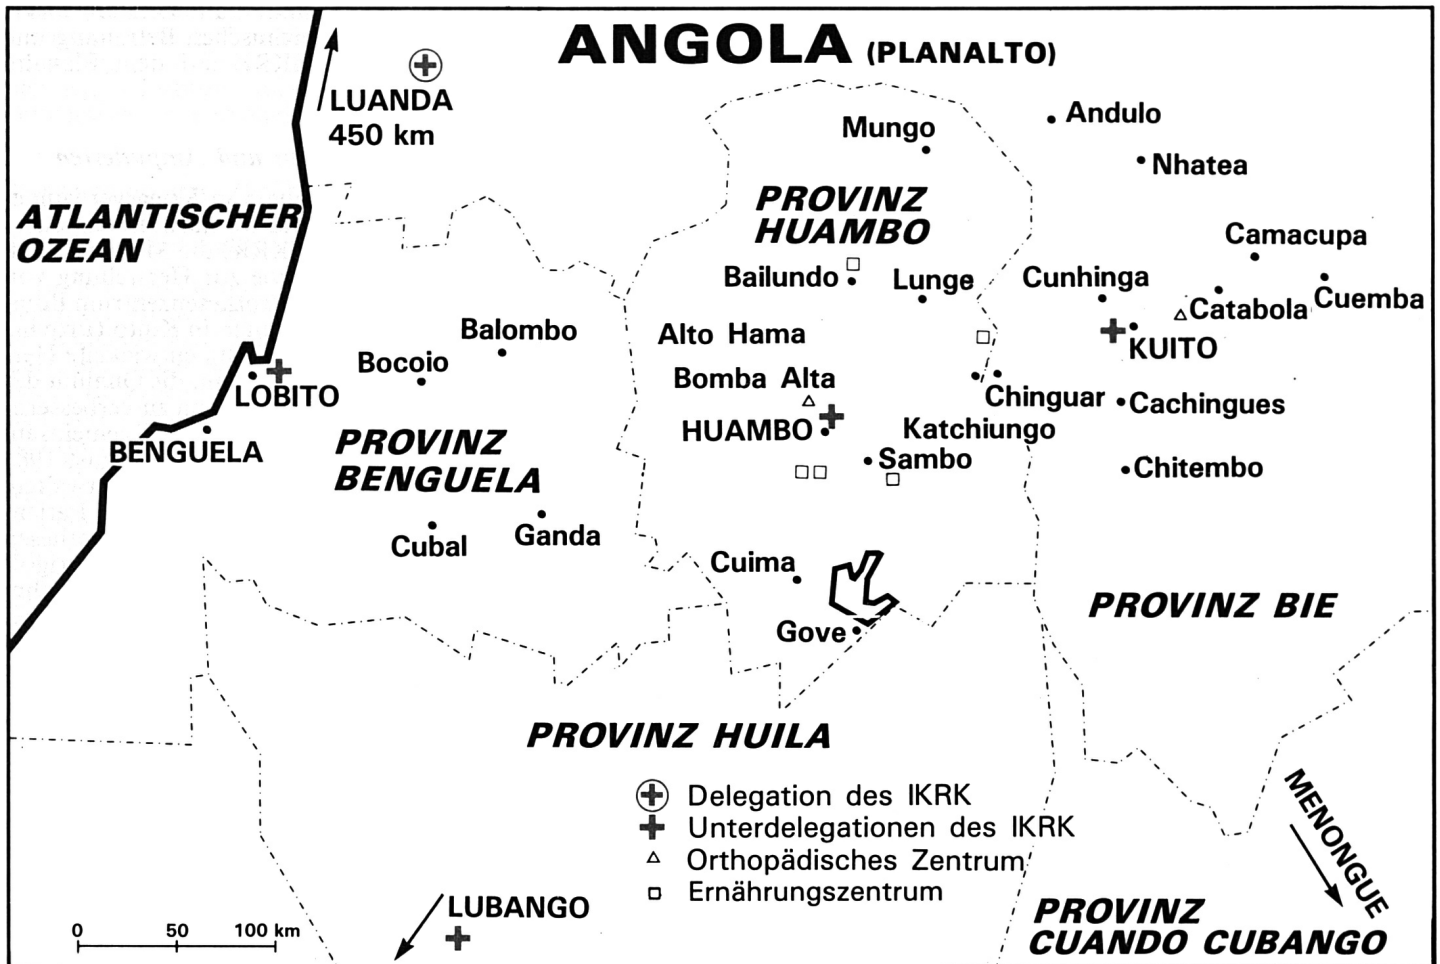 ANGOLA (PLANALTO)
LUANDA
450 km
Mungo
Andulo
Nhatea
ATLANTISCHER
OZEAN
PROVINZ
HUAMBO
Camacupa
Bailundo
Lunge
Cunhinga
Catabola
Cuemba
Balombo
Alto Hama
KUITO
Bocoio
Bomba Alta
LOBITO
Chinguar
Cachingues
BENGUELA
PROVINZ
BENGUELA
HUAMBO
Katchiungo
Sambo
Chitembo
Cubal
Ganda
Cuima
Gove
PROVINZ BIE
PROVINZ HUILA
Delegation des IKRK
Unterdelegationen des IKRK
Orthopädisches Zentrum
Ernährungszentrum
MENONGUE
LUBANGO
PROVINZ
CUANDO CUBANGO
0 50 100 km